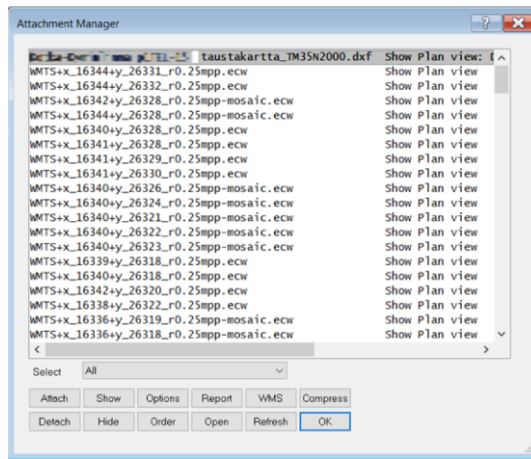 Attachment Manager
taustakartta_TM35N2000.dxf Show Plan view:
WMTS+x_16344+y_26331_r0.25mpp.ecw Show Plan view
WMTS+x_16344+y_26332_r0.25mpp.ecw Show Plan view
WMTS+x_16342+y_26328_r0.25mpp-mosaic.ecw Show Plan view
WMTS+x_16344+y_26328_r0.25mpp-mosaic.ecw Show Plan view
WMTS+x_16340+y_26328_r0.25mpp.ecw Show Plan view
WMTS+x_16341+y_26328_r0.25mpp.ecw Show Plan view
WMTS+x_16341+y_26329_r0.25mpp.ecw Show Plan view
WMTS+x_16341+y_26330_r0.25mpp.ecw Show Plan view
WMTS+x_16340+y_26326_r0.25mpp-mosaic.ecw Show Plan view
WMTS+x_16340+y_26324_r0.25mpp-mosaic.ecw Show Plan view
WMTS+x_16340+y_26321_r0.25mpp-mosaic.ecw Show Plan view
WMTS+x_16340+y_26322_r0.25mpp-mosaic.ecw Show Plan view
WMTS+x_16340+y_26323_r0.25mpp-mosaic.ecw Show Plan view
WMTS+x_16339+y_26318_r0.25mpp.ecw Show Plan view
WMTS+x_16340+y_26318_r0.25mpp.ecw Show Plan view
WMTS+x_16342+y_26320_r0.25mpp.ecw Show Plan view
WMTS+x_16338+y_26322_r0.25mpp.ecw Show Plan view
WMTS+x_16336+y_26319_r0.25mpp-mosaic.ecw Show Plan view
WMTS+x_16336+y_26318_r0.25mpp-mosaic.ecw Show Plan view
Select All
Attach Show Options Report WMS Compress
Detach Hide Order Open Refresh OK